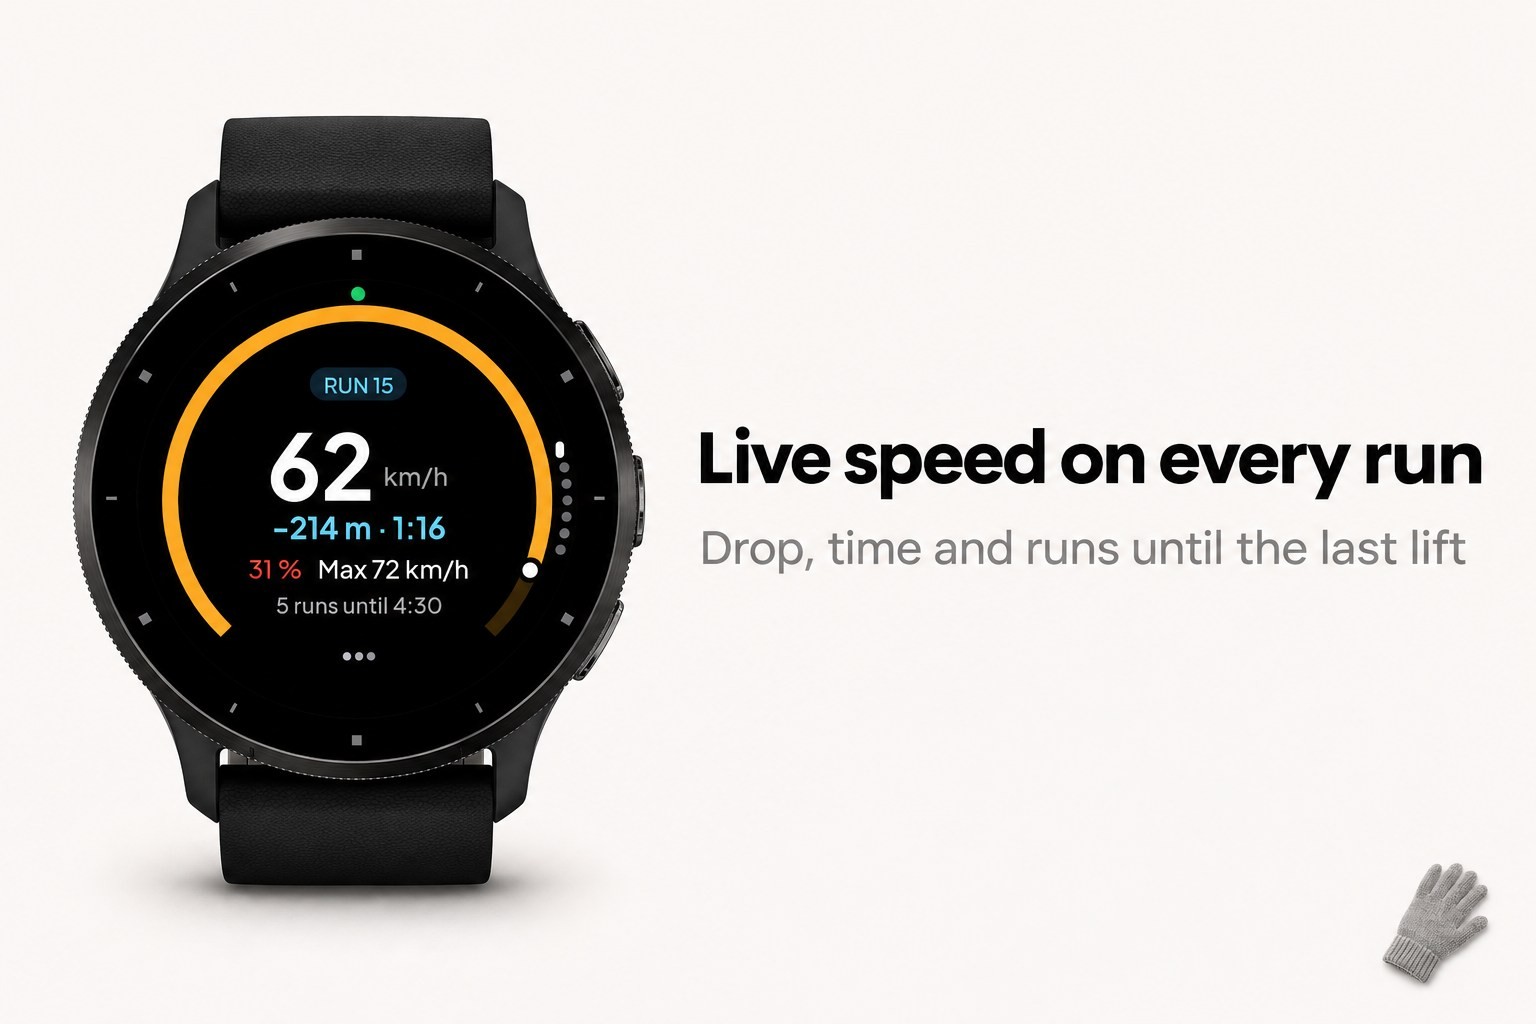 RUN 15
62 km/h
−214 m · 1:16
31 % Max 72 km/h
5 runs until 4:30
Live speed on every run
Drop, time and runs until the last lift